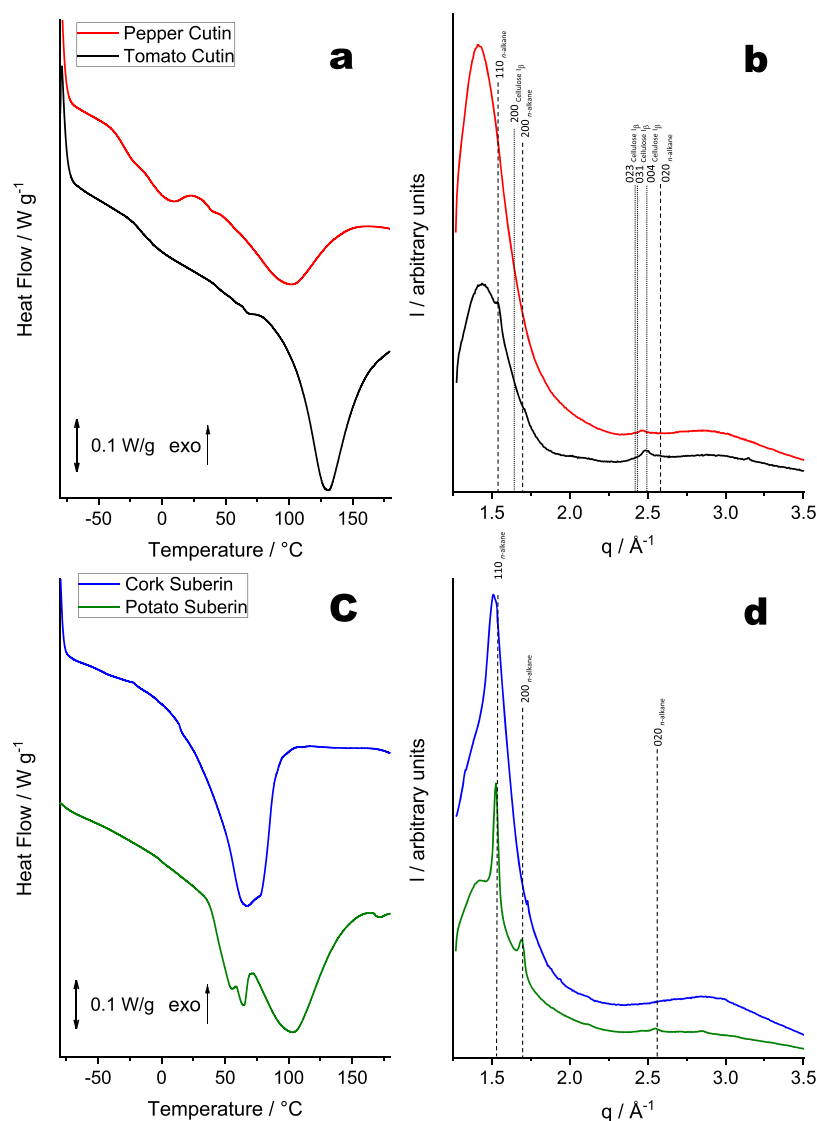 Pepper Cutin
Tomato Cutin
a
Heat Flow / W g-1
0.1 W/g exo
-50 0 50 100 150
Temperature / °C
b
I / arbitrary units
110 n-alkane
200 Cellulose Iβ
200 n-alkane
023 Cellulose Iβ
031 Cellulose Iβ
004 Cellulose Iβ
020 n-alkane
1.5 2.0 2.5 3.0 3.5
q / Å-1
Cork Suberin
Potato Suberin
C
Heat Flow / W g-1
0.1 W/g exo
-50 0 50 100 150
Temperature / °C
d
I / arbitrary units
110 n-alkane
200 n-alkane
020 n-alkane
1.5 2.0 2.5 3.0 3.5
q / Å-1